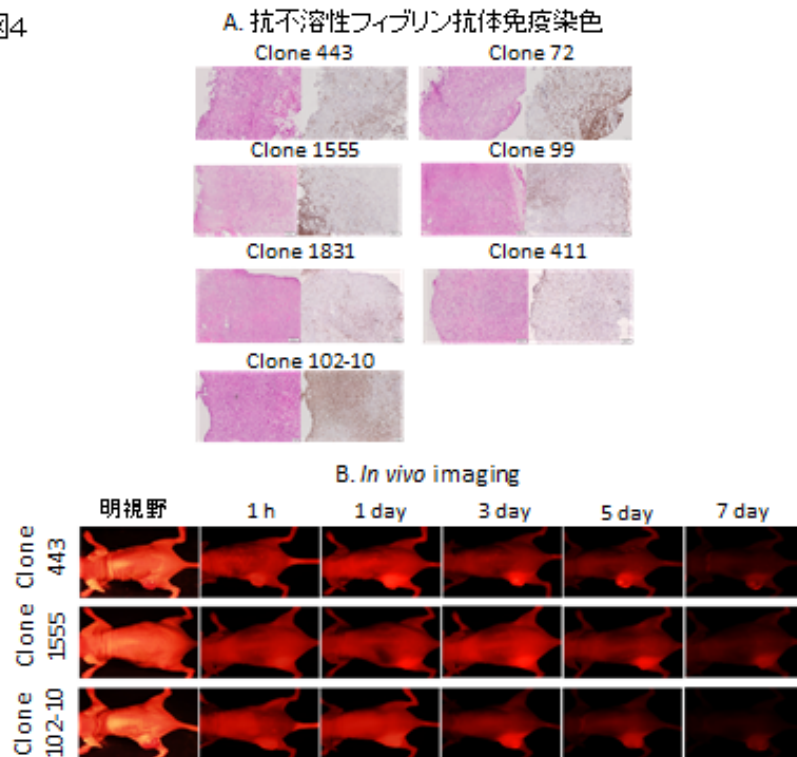 図4
A. 抗不溶性フィブリン抗体免疫染色
Clone 443
Clone 72
Clone 1555
Clone 99
Clone 1831
Clone 411
Clone 102-10
B. In vivo imaging
明視野
1 h
1 day
3 day
5 day
7 day
Clone
443
Clone
1555
Clone
102-10